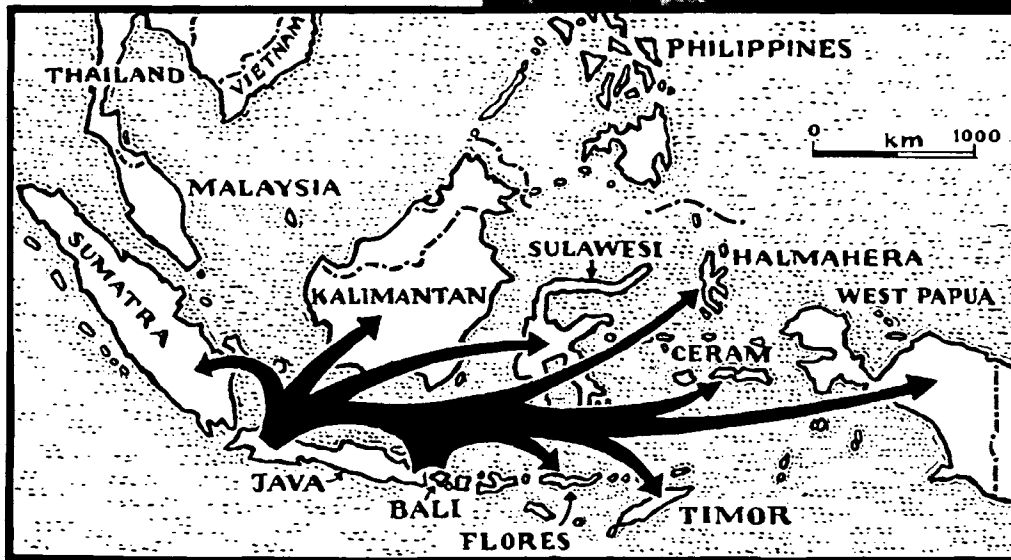 PHILIPPINES
THAILAND
VIETNAM
0 km 1000
MALAYSIA
SUMATRA
SULAWESI
HALMAHERA
KALIMANTAN
WEST PAPUA
CERAM
JAVA
BALI
TIMOR
FLORES